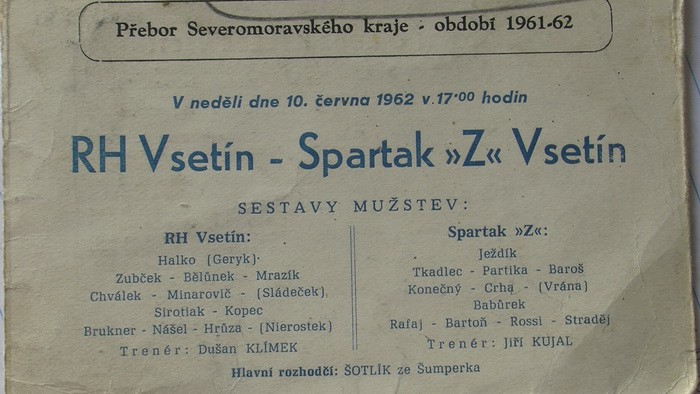 Přebor Severomoravského kraje - období 1961-62
V neděli dne 10. června 1962 v 17·00 hodin
RH Vsetín - Spartak »Z« Vsetín
SESTAVY MUŽSTEV:
RH Vsetín:
Halko (Geryk)
Zubček - Bělůnek - Mrazík
Chválek - Minarovič - (Sládeček)
Sirotiak - Kopec
Brukner - Nášel - Hrůza - (Nierostek)
Trenér: Dušan KLÍMEK
Spartak »Z«:
Ježdík
Tkadlec - Partika - Baroš
Konečný - Crha - (Vrána)
Babůrek
Rafaj - Bartoň - Rossi - Straděj
Trenér: Jiří KUJAL
Hlavní rozhodčí: ŠOTLÍK ze Šumperka